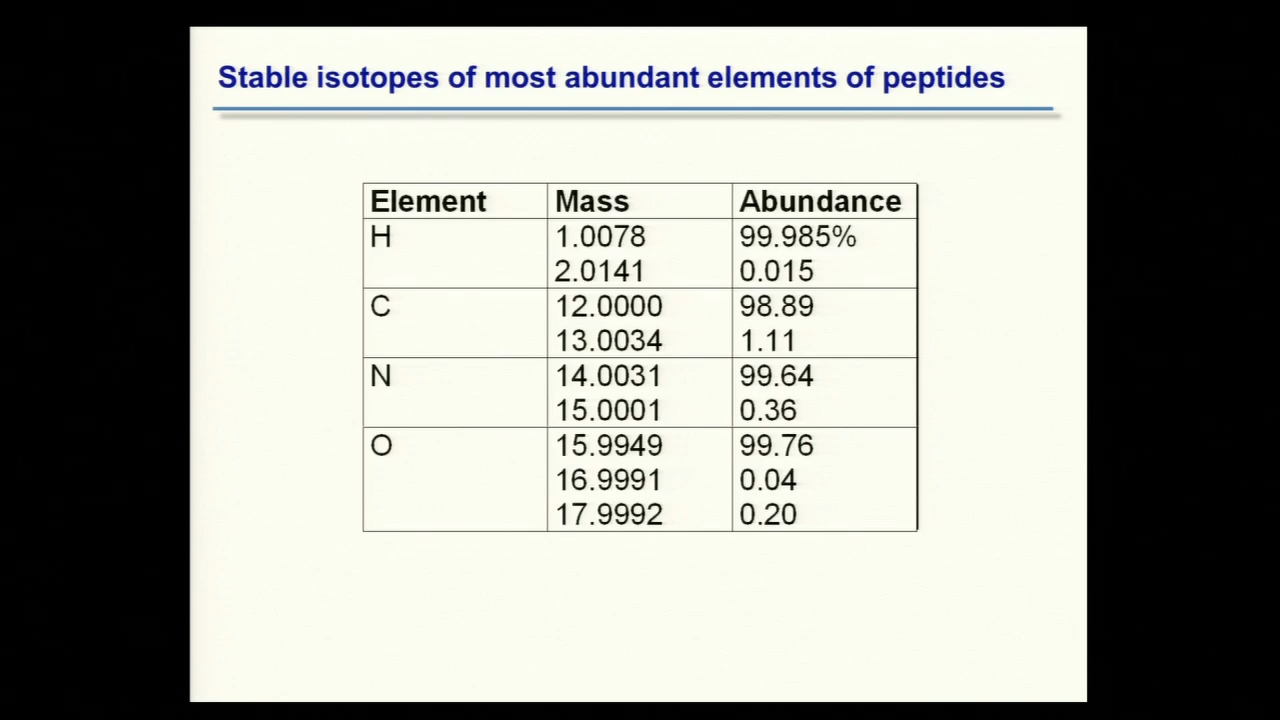 Stable isotopes of most abundant elements of peptides
Element Mass Abundance
H 1.0078 99.985%
2.0141 0.015
C 12.0000 98.89
13.0034 1.11
N 14.0031 99.64
15.0001 0.36
O 15.9949 99.76
16.9991 0.04
17.9992 0.20